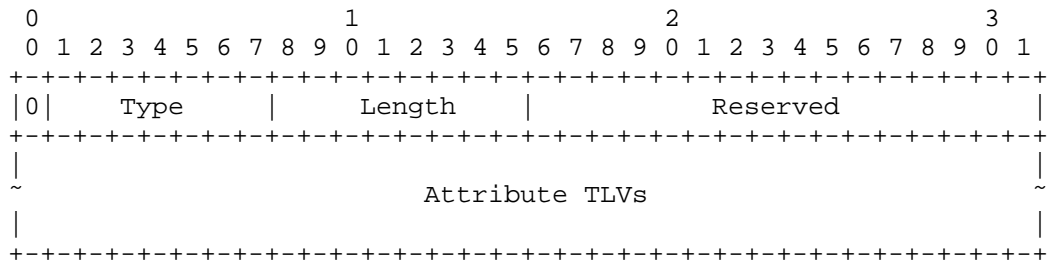 0                   1                   2                   3
 0 1 2 3 4 5 6 7 8 9 0 1 2 3 4 5 6 7 8 9 0 1 2 3 4 5 6 7 8 9 0 1
+-+-+-+-+-+-+-+-+-+-+-+-+-+-+-+-+-+-+-+-+-+-+-+-+-+-+-+-+-+-+-+-+
|0|    Type     |     Length    |           Reserved            |
+-+-+-+-+-+-+-+-+-+-+-+-+-+-+-+-+-+-+-+-+-+-+-+-+-+-+-+-+-+-+-+-+
|                                                               |
~                         Attribute TLVs                        ~
|                                                               |
+-+-+-+-+-+-+-+-+-+-+-+-+-+-+-+-+-+-+-+-+-+-+-+-+-+-+-+-+-+-+-+-+